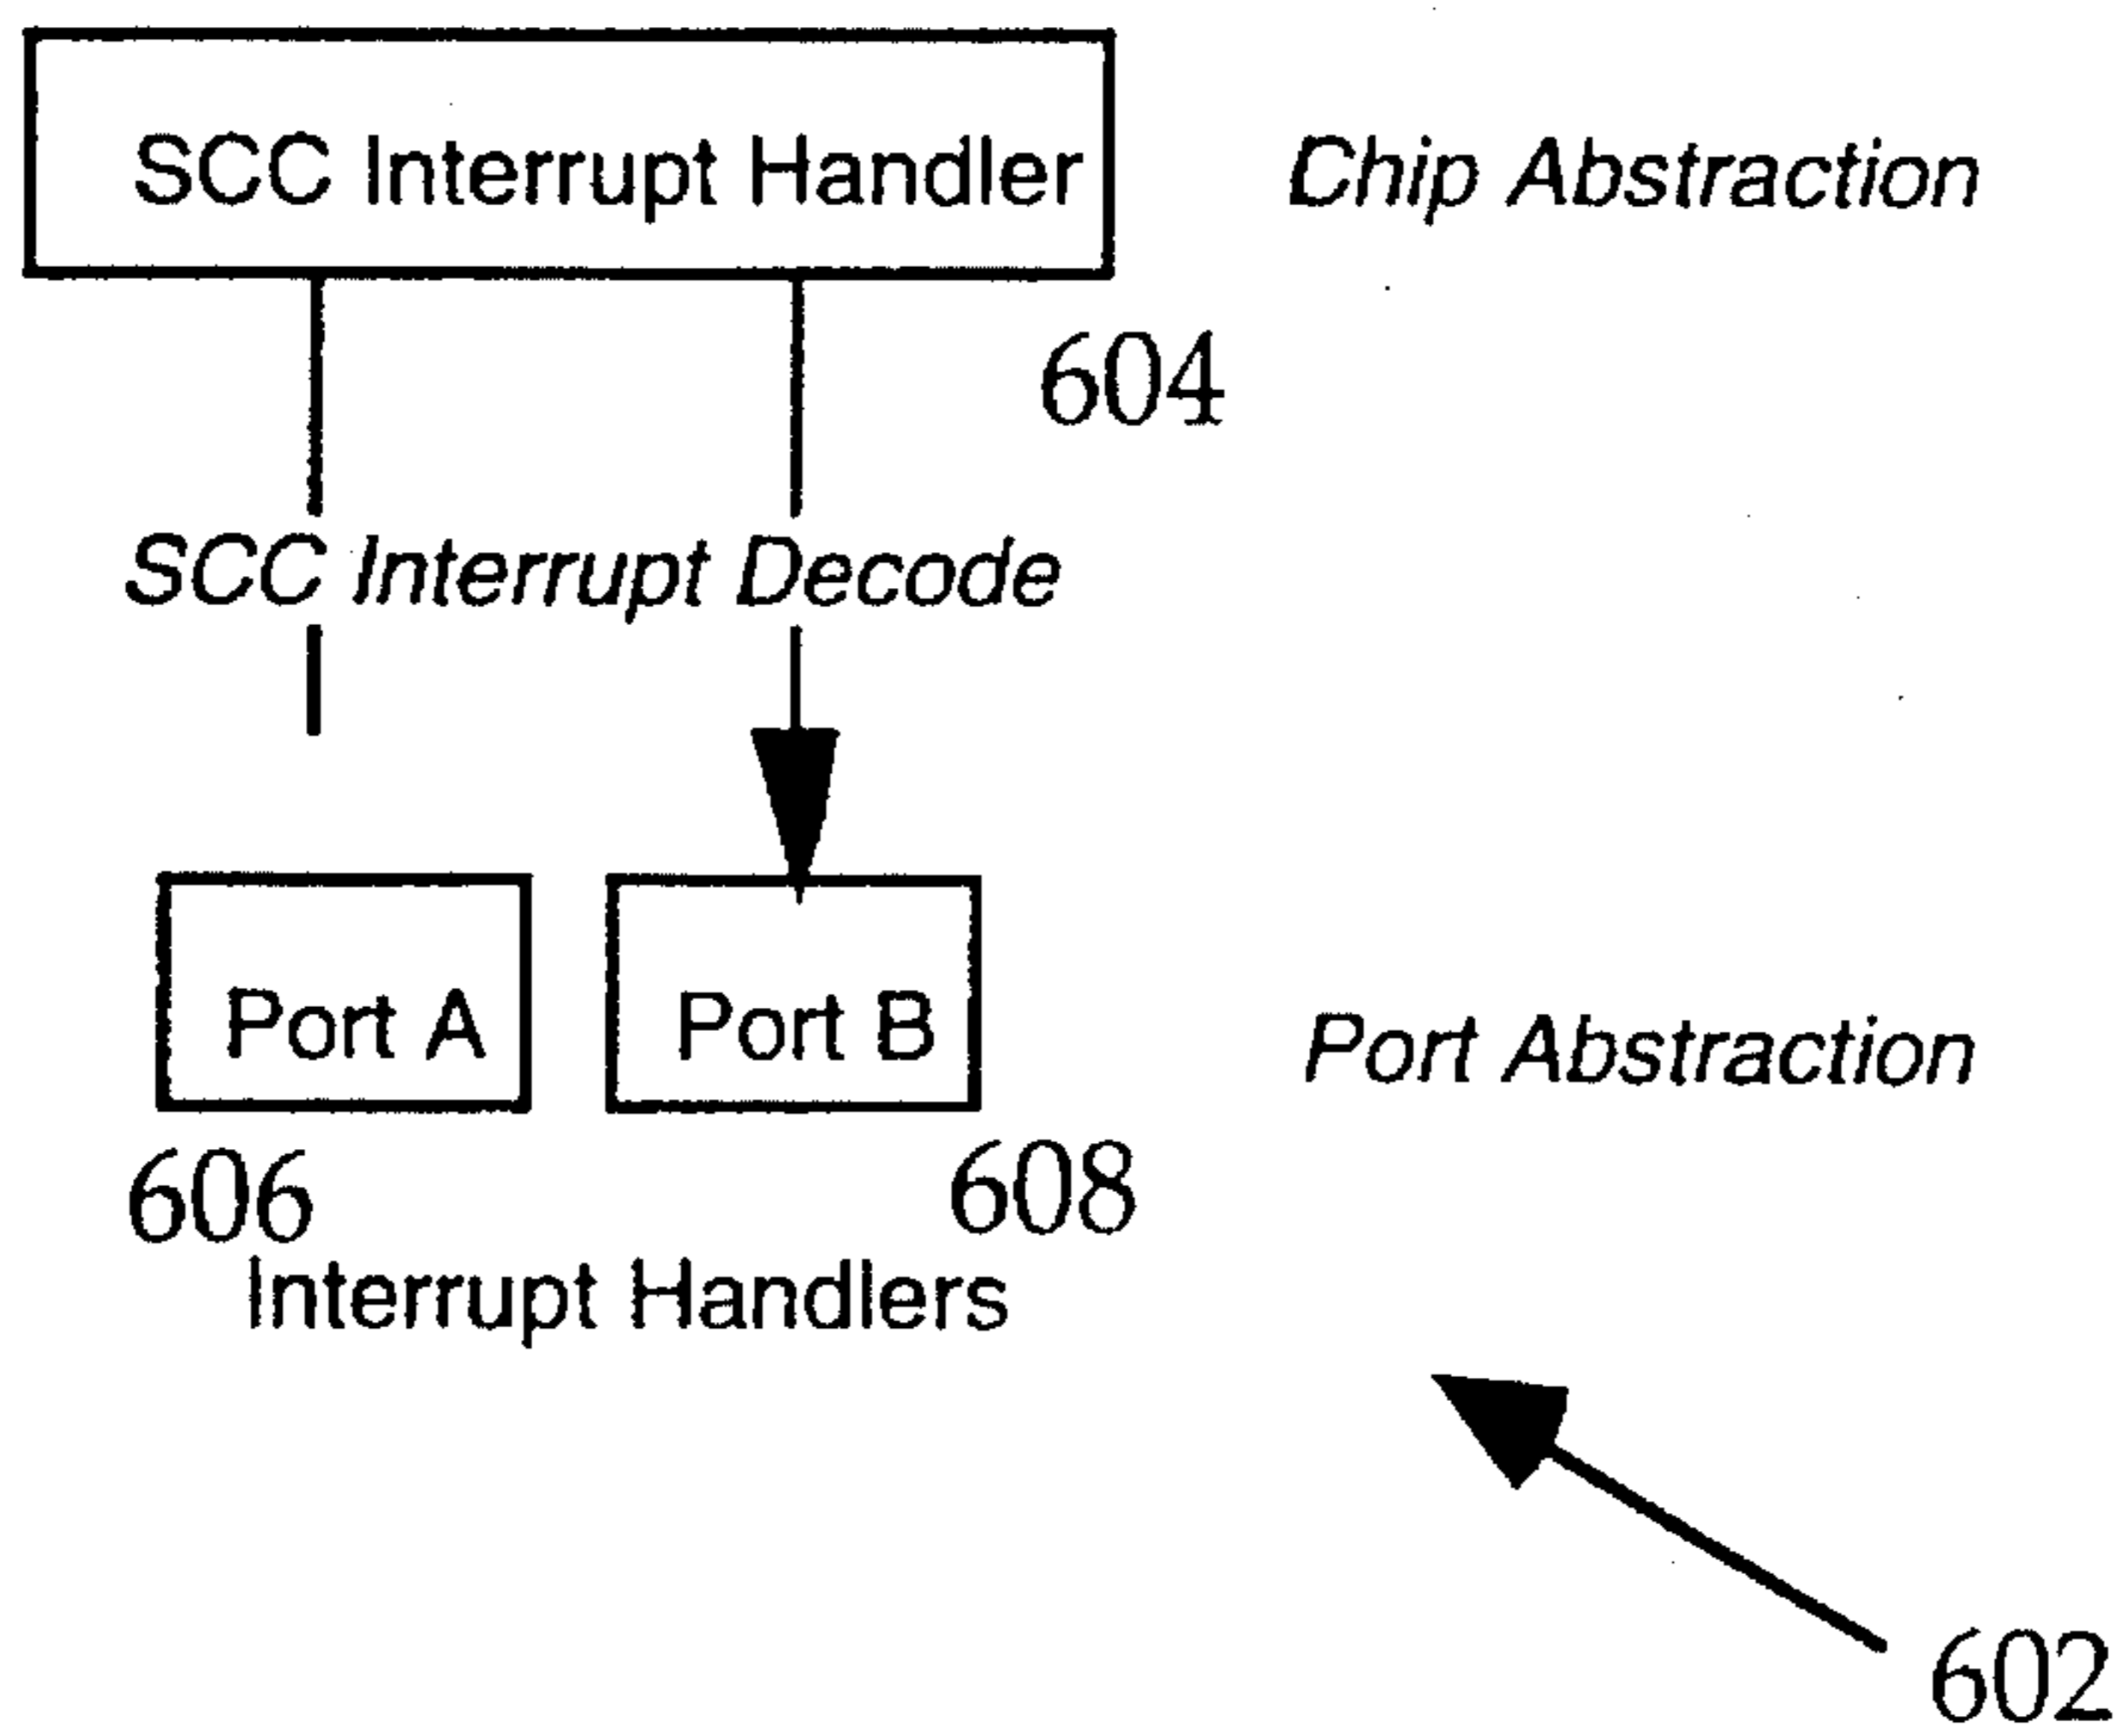 SCC Interrupt Handler Chip Abstraction
604
SCC Interrupt Decode
Port A Port B Port Abstraction
606 608
Interrupt Handlers
602